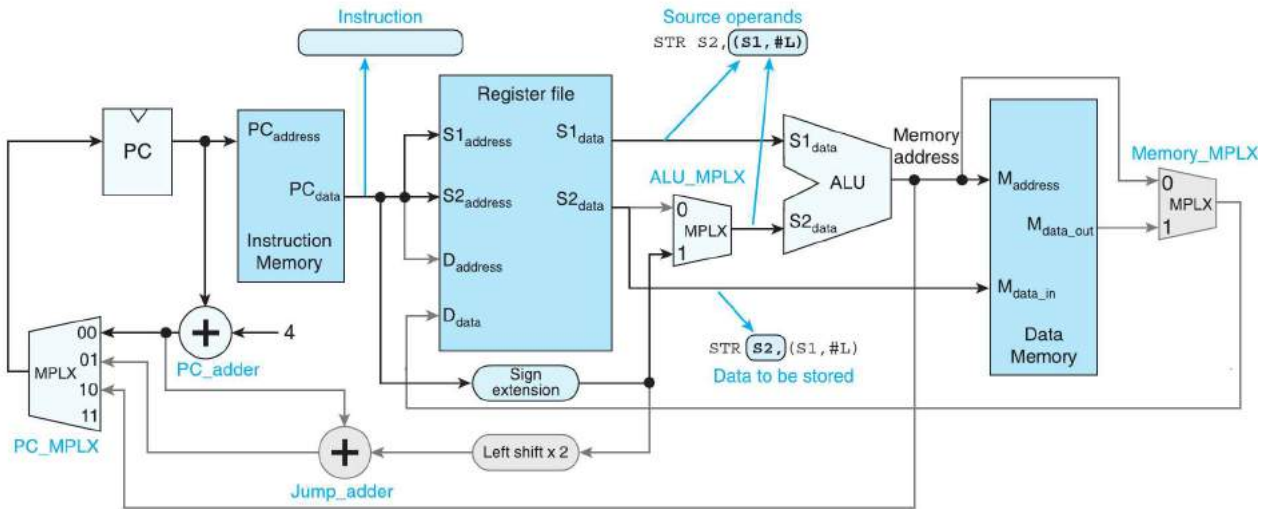 Instruction
Source operands
STR S2, (S1,#L)
Register file
PC
PCaddress
PCdata
Instruction
Memory
S1address
S2address
Daddress
Ddata
S1data
S2data
ALU_MPLX
0
MPLX
1
S1data
ALU
S2data
Memory
address
Maddress
Mdata_out
Mdata_in
Data
Memory
Memory_MPLX
0
MPLX
1
+
4
PC_adder
00
01
MPLX
10
11
PC_MPLX
Sign
extension
STR S2, (S1,#L)
Data to be stored
+
Jump_adder
Left shift x 2